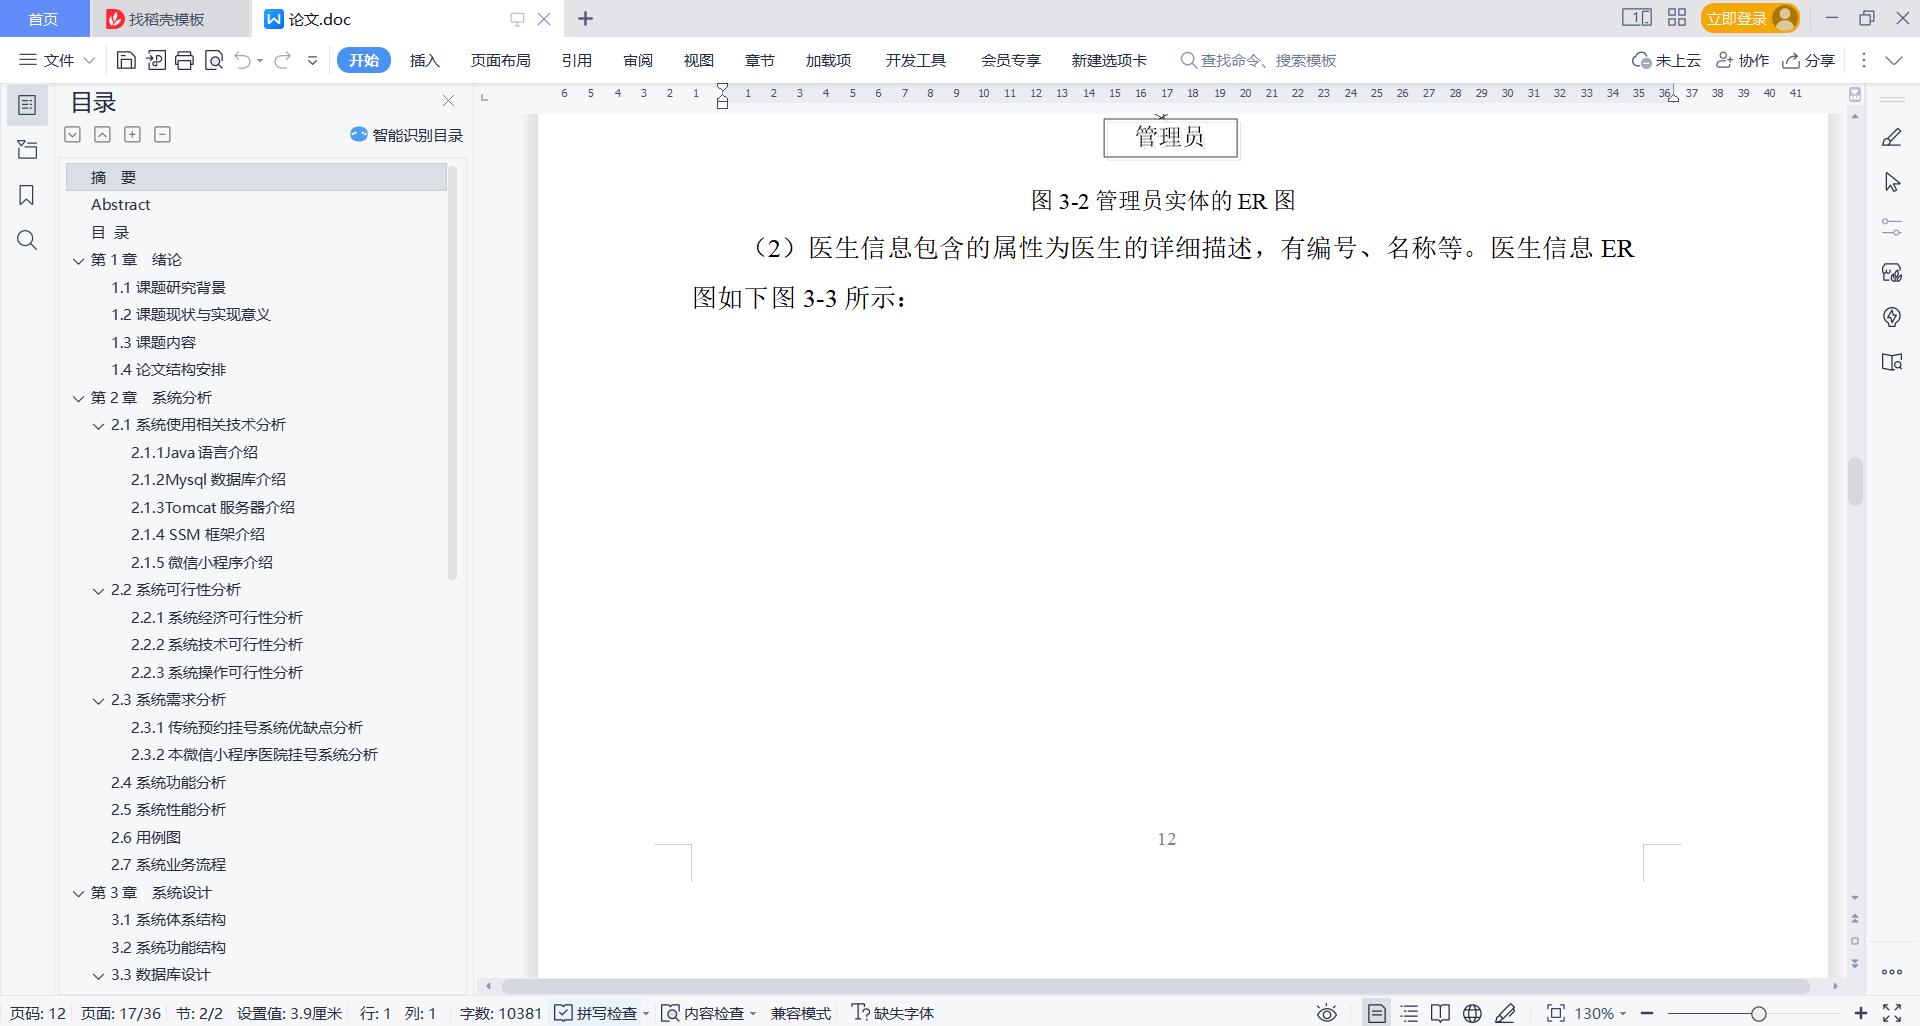 首页
找稻壳模板
论文.doc
立即登录
文件
开始
插入
页面布局
引用
审阅
视图
章节
加载项
开发工具
会员专享
新建选项卡
查找命令、搜索模板
未上云
协作
分享
目录
智能识别目录
摘　要
Abstract
目 录
第1章　绪论
1.1 课题研究背景
1.2 课题现状与实现意义
1.3 课题内容
1.4 论文结构安排
第2章　系统分析
2.1 系统使用相关技术分析
2.1.1Java语言介绍
2.1.2Mysql数据库介绍
2.1.3Tomcat服务器介绍
2.1.4 SSM 框架介绍
2.1.5 微信小程序介绍
2.2 系统可行性分析
2.2.1 系统经济可行性分析
2.2.2 系统技术可行性分析
2.2.3 系统操作可行性分析
2.3 系统需求分析
2.3.1 传统预约挂号系统优缺点分析
2.3.2 本微信小程序医院挂号系统分析
2.4 系统功能分析
2.5 系统性能分析
2.6 用例图
2.7 系统业务流程
第3章　系统设计
3.1 系统体系结构
3.2 系统功能结构
3.3 数据库设计
6 5 4 3 2 1 1 2 3 4 5 6 7 8 9 10 11 12 13 14 15 16 17 18 19 20 21 22 23 24 25 26 27 28 29 30 31 32 33 34 35 36 37 38 39 40 41
管理员
图 3-2 管理员实体的 ER 图
（2）医生信息包含的属性为医生的详细描述，有编号、名称等。医生信息 ER
图如下图 3-3 所示：
12
页码: 12 页面: 17/36 节: 2/2 设置值: 3.9厘米 行: 1 列: 1 字数: 10381 拼写检查 内容检查 兼容模式 缺失字体 130%